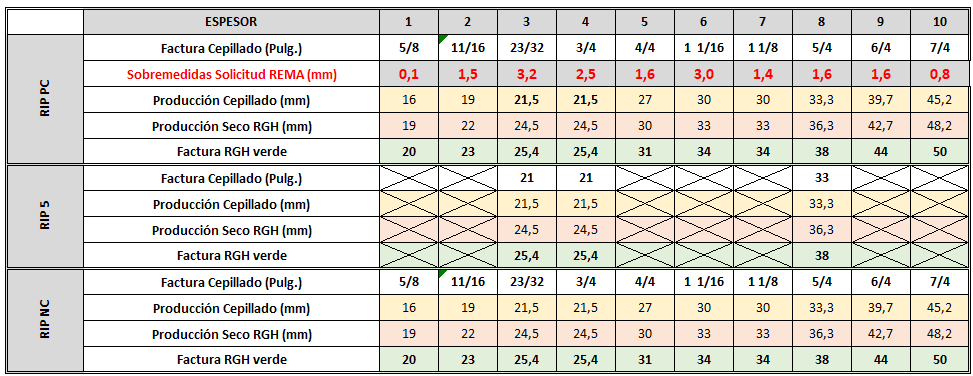 ESPESOR 1 2 3 4 5 6 7 8 9 10
RIP PC
Factura Cepillado (Pulg.) 5/8 11/16 23/32 3/4 4/4 1 1/16 1 1/8 5/4 6/4 7/4
Sobremedidas Solicitud REMA (mm) 0,1 1,5 3,2 2,5 1,6 3,0 1,4 1,6 1,6 0,8
Producción Cepillado (mm) 16 19 21,5 21,5 27 30 30 33,3 39,7 45,2
Producción Seco RGH (mm) 19 22 24,5 24,5 30 33 33 36,3 42,7 48,2
Factura RGH verde 20 23 25,4 25,4 31 34 34 38 44 50
RIP 5
Factura Cepillado (Pulg.) 21 21 33
Producción Cepillado (mm) 21,5 21,5 33,3
Producción Seco RGH (mm) 24,5 24,5 36,3
Factura RGH verde 25,4 25,4 38
RIP NC
Factura Cepillado (Pulg.) 5/8 11/16 23/32 3/4 4/4 1 1/16 1 1/8 5/4 6/4 7/4
Producción Cepillado (mm) 16 19 21,5 21,5 27 30 30 33,3 39,7 45,2
Producción Seco RGH (mm) 19 22 24,5 24,5 30 33 33 36,3 42,7 48,2
Factura RGH verde 20 23 25,4 25,4 31 34 34 38 44 50